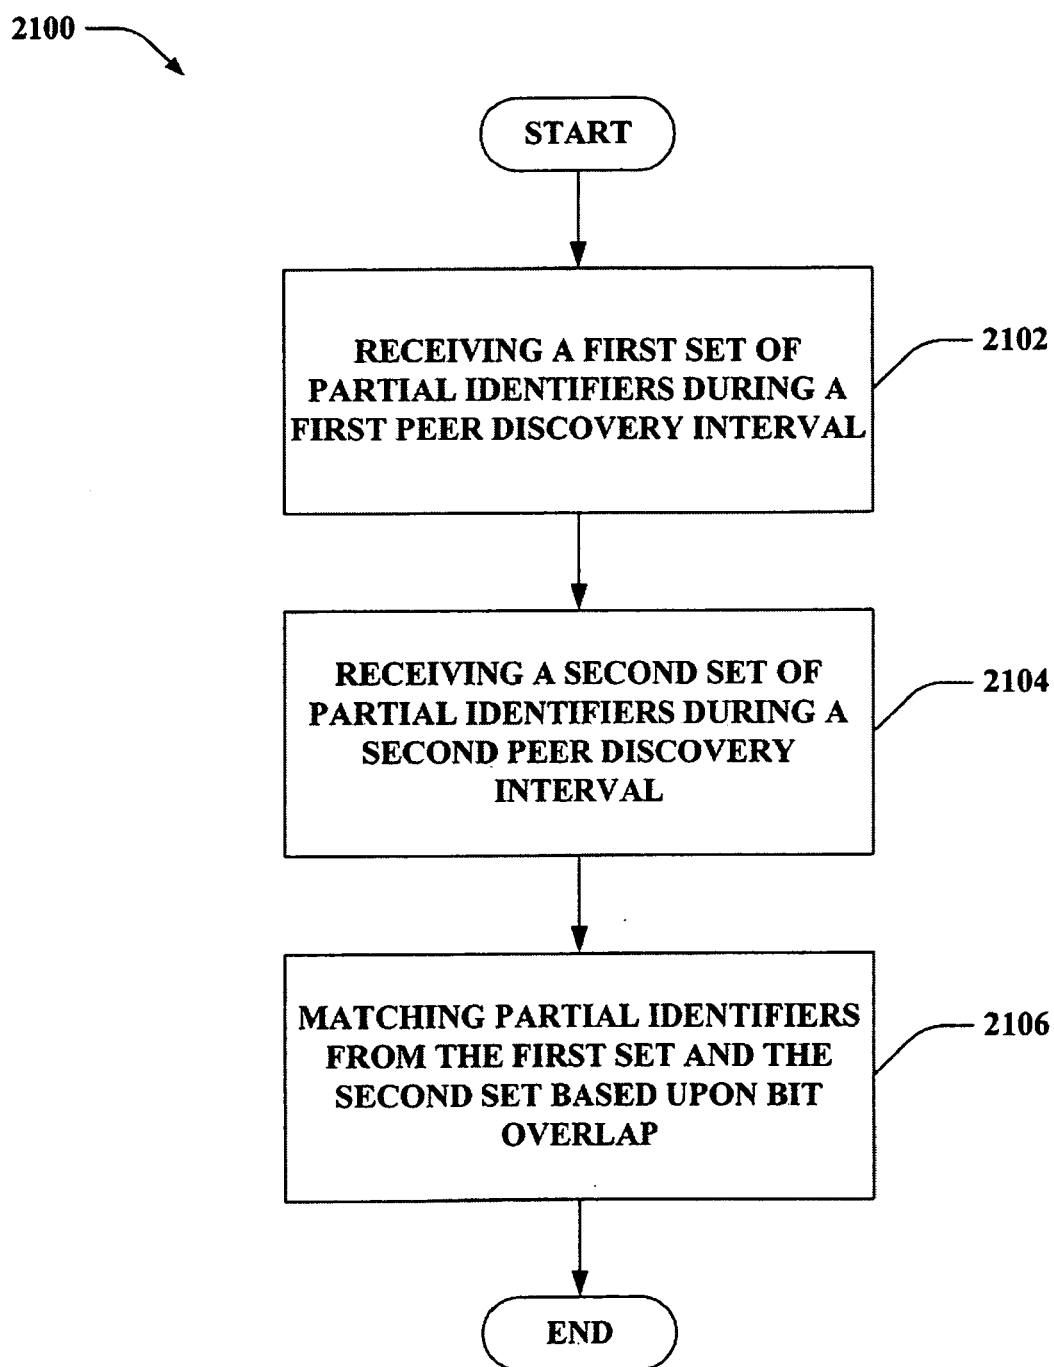 2100
START
RECEIVING A FIRST SET OF
PARTIAL IDENTIFIERS DURING A
FIRST PEER DISCOVERY INTERVAL
2102
RECEIVING A SECOND SET OF
PARTIAL IDENTIFIERS DURING A
SECOND PEER DISCOVERY
INTERVAL
2104
MATCHING PARTIAL IDENTIFIERS
FROM THE FIRST SET AND THE
SECOND SET BASED UPON BIT
OVERLAP
2106
END